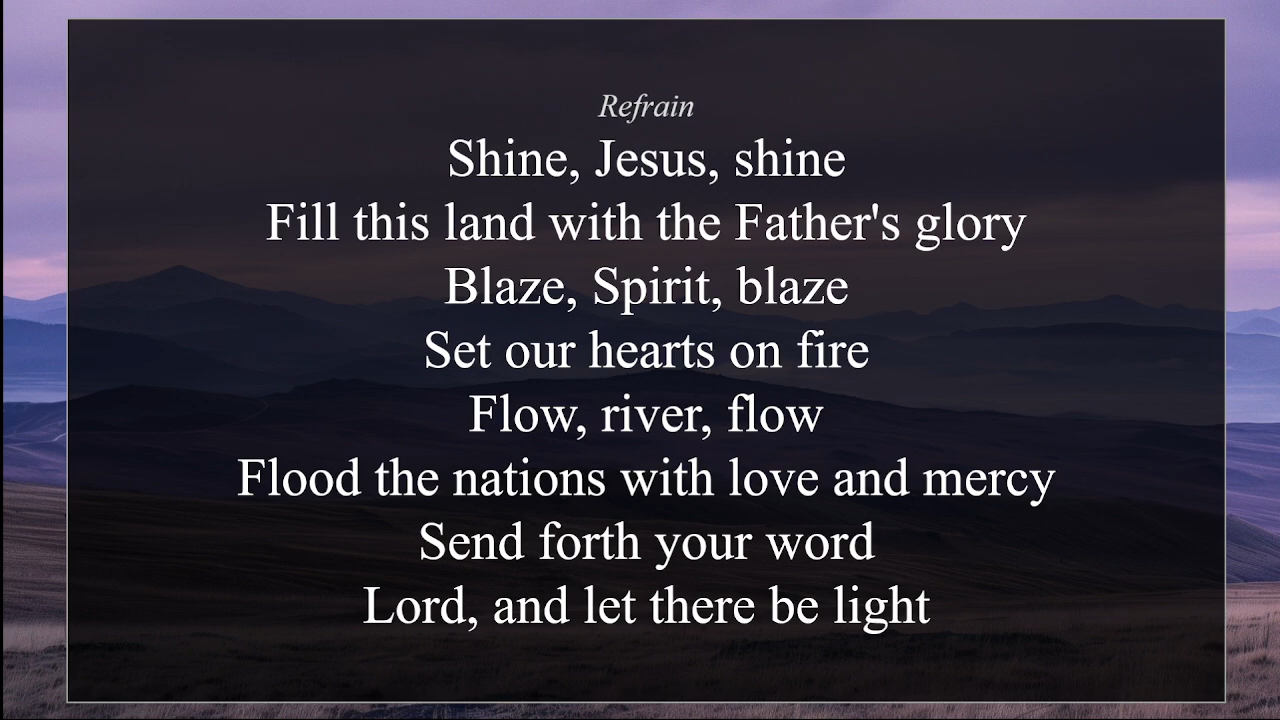 Refrain
Shine, Jesus, shine
Fill this land with the Father's glory
Blaze, Spirit, blaze
Set our hearts on fire
Flow, river, flow
Flood the nations with love and mercy
Send forth your word
Lord, and let there be light